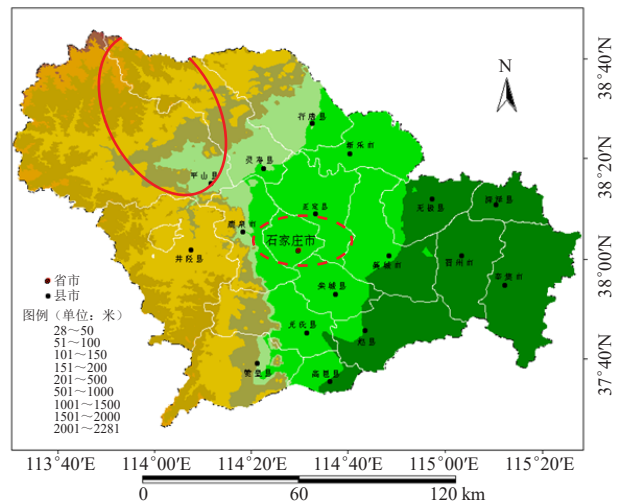 N
38°40′N
38°20′N
38°00′N
37°40′N
行唐县
新乐市
灵寿县
平山县
正定县
无极县
深泽县
鹿泉市
石家庄市
井陉县
藁城市
晋州市
辛集市
栾城县
元氏县
赵县
赞皇县
高邑县
省市
县市
图例（单位：米）
28～50
51～100
101～150
151～200
201～500
501～1000
1001～1500
1501～2000
2001～2281
113°40′E
114°00′E
114°20′E
114°40′E
115°00′E
115°20′E
0
60
120 km